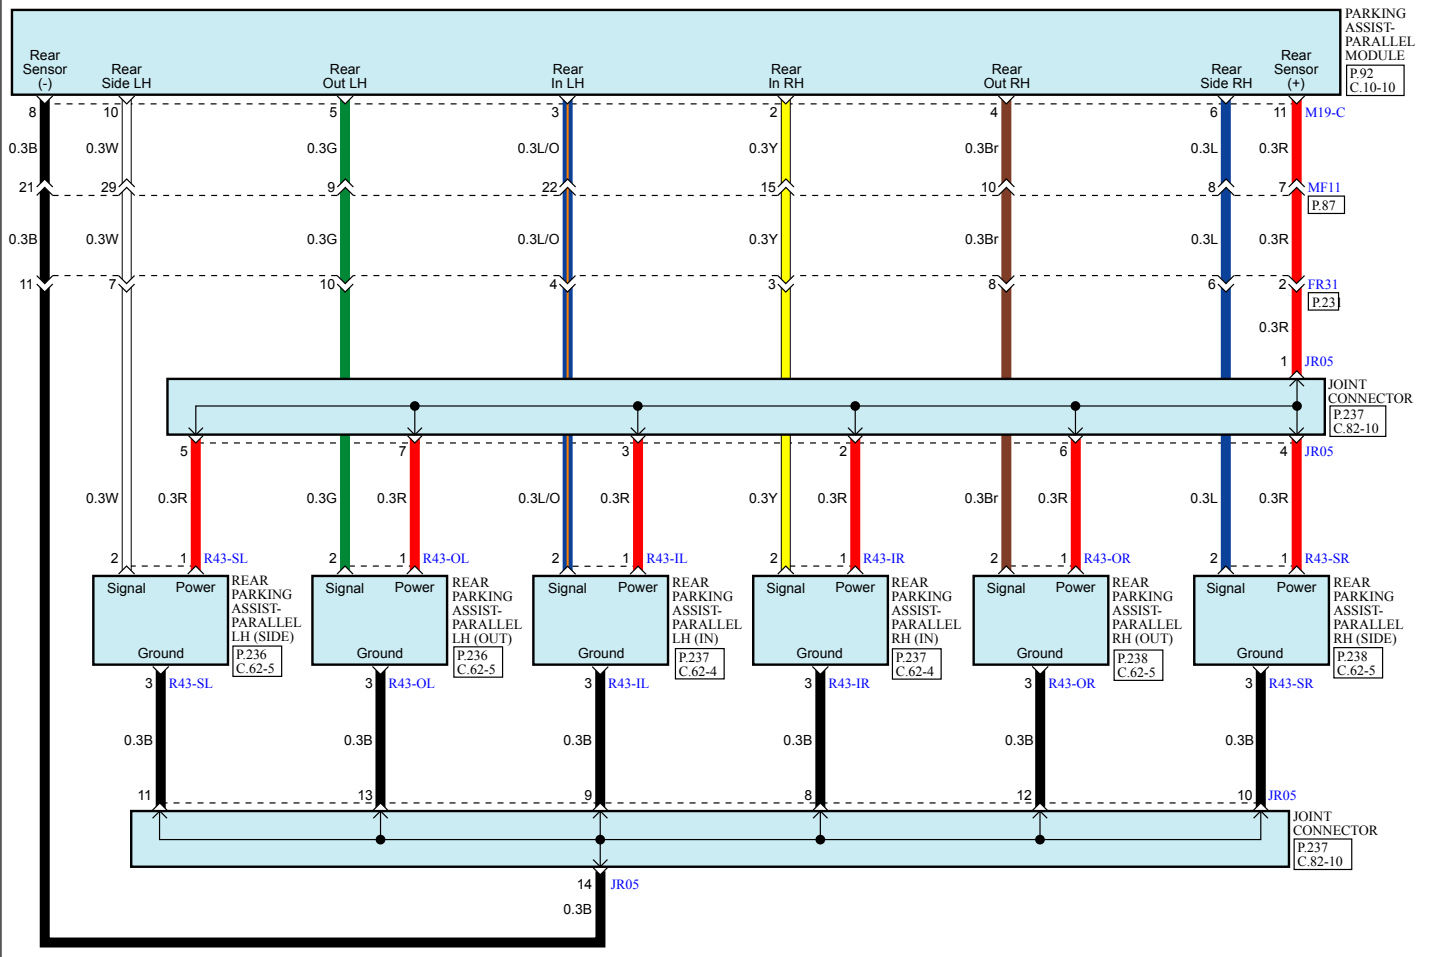 PARKING
ASSIST-
PARALLEL
MODULE
P.92
C.10-10
Rear
Sensor
(-)
Rear
Side LH
Rear
Out LH
Rear
In LH
Rear
In RH
Rear
Out RH
Rear
Side RH
Rear
Sensor
(+)
8 10 5 3 2 4 6 11 M19-C
0.3B 0.3W 0.3G 0.3L/O 0.3Y 0.3Br 0.3L 0.3R
21 29 9 22 15 10 8 7 MF11
P.87
0.3B 0.3W 0.3G 0.3L/O 0.3Y 0.3Br 0.3L 0.3R
11 7 10 4 3 8 6 2 FR31
P.231
0.3R
1 JR05
JOINT
CONNECTOR
P.237
C.82-10
5 7 3 2 6 4 JR05
0.3W 0.3R 0.3G 0.3R 0.3L/O 0.3R 0.3Y 0.3R 0.3Br 0.3R 0.3L 0.3R
2 1 R43-SL 2 1 R43-OL 2 1 R43-IL 2 1 R43-IR 2 1 R43-OR 2 1 R43-SR
Signal Power
Ground
REAR
PARKING
ASSIST-
PARALLEL
LH (SIDE)
P.236
C.62-5
Signal Power
Ground
REAR
PARKING
ASSIST-
PARALLEL
LH (OUT)
P.236
C.62-5
Signal Power
Ground
REAR
PARKING
ASSIST-
PARALLEL
LH (IN)
P.237
C.62-4
Signal Power
Ground
REAR
PARKING
ASSIST-
PARALLEL
RH (IN)
P.237
C.62-4
Signal Power
Ground
REAR
PARKING
ASSIST-
PARALLEL
RH (OUT)
P.238
C.62-5
Signal Power
Ground
REAR
PARKING
ASSIST-
PARALLEL
RH (SIDE)
P.238
C.62-5
3 R43-SL 3 R43-OL 3 R43-IL 3 R43-IR 3 R43-OR 3 R43-SR
0.3B 0.3B 0.3B 0.3B 0.3B 0.3B
11 13 9 8 12 10 JR05
JOINT
CONNECTOR
P.237
C.82-10
14 JR05
0.3B